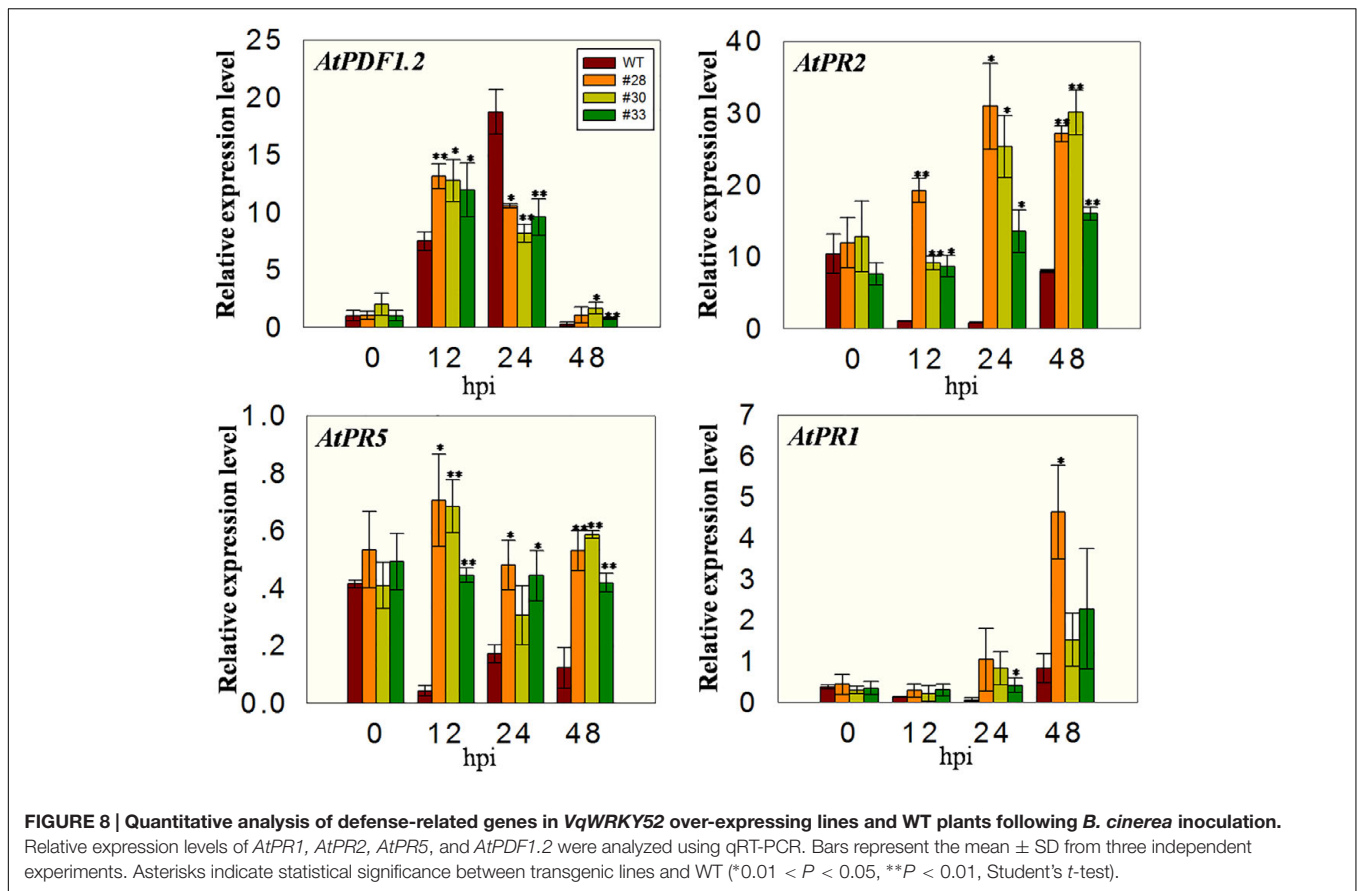 AtPDF1.2
WT
#28
#30
#33
Relative expression level
25
20
15
10
5
0
** * *
* ** **
* **
0 12 24 48
hpi
AtPR2
Relative expression level
40
30
20
10
0
** ** *
* * *
** ** **
0 12 24 48
hpi
AtPR5
Relative expression level
1.0
.8
.6
.4
.2
0.0
* ** **
* *
** ** **
0 12 24 48
hpi
AtPR1
Relative expression level
7
6
5
4
3
2
1
0
*
*
0 12 24 48
hpi
FIGURE 8 | Quantitative analysis of defense-related genes in VqWRKY52 over-expressing lines and WT plants following B. cinerea inoculation.
Relative expression levels of AtPR1, AtPR2, AtPR5, and AtPDF1.2 were analyzed using qRT-PCR. Bars represent the mean ± SD from three independent
experiments. Asterisks indicate statistical significance between transgenic lines and WT (*0.01 < P < 0.05, **P < 0.01, Student's t-test).